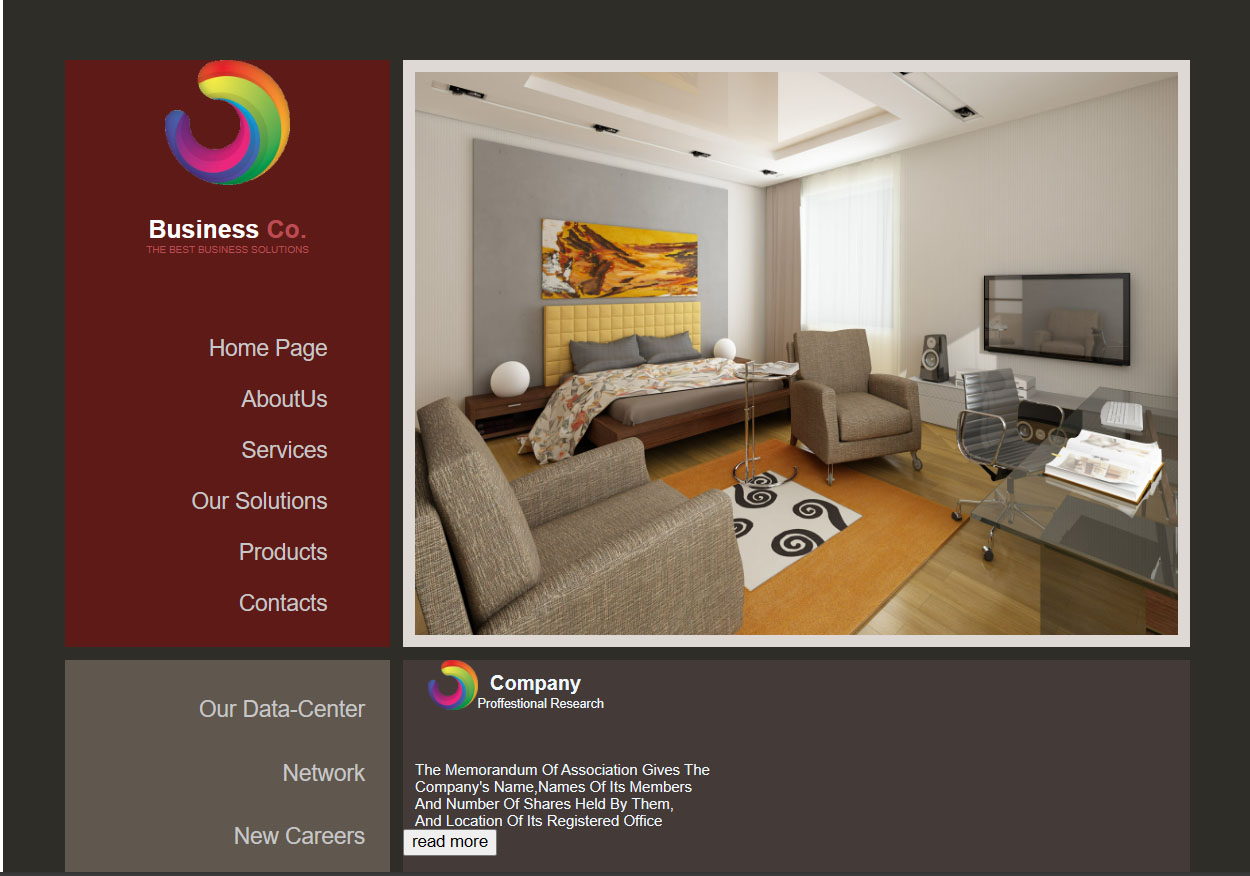 Business Co.
THE BEST BUSINESS SOLUTIONS
Home Page
AboutUs
Services
Our Solutions
Products
Contacts
Our Data-Center
Network
New Careers
Company
Proffestional Research
The Memorandum Of Association Gives The
Company's Name,Names Of Its Members
And Number Of Shares Held By Them,
And Location Of Its Registered Office
read more